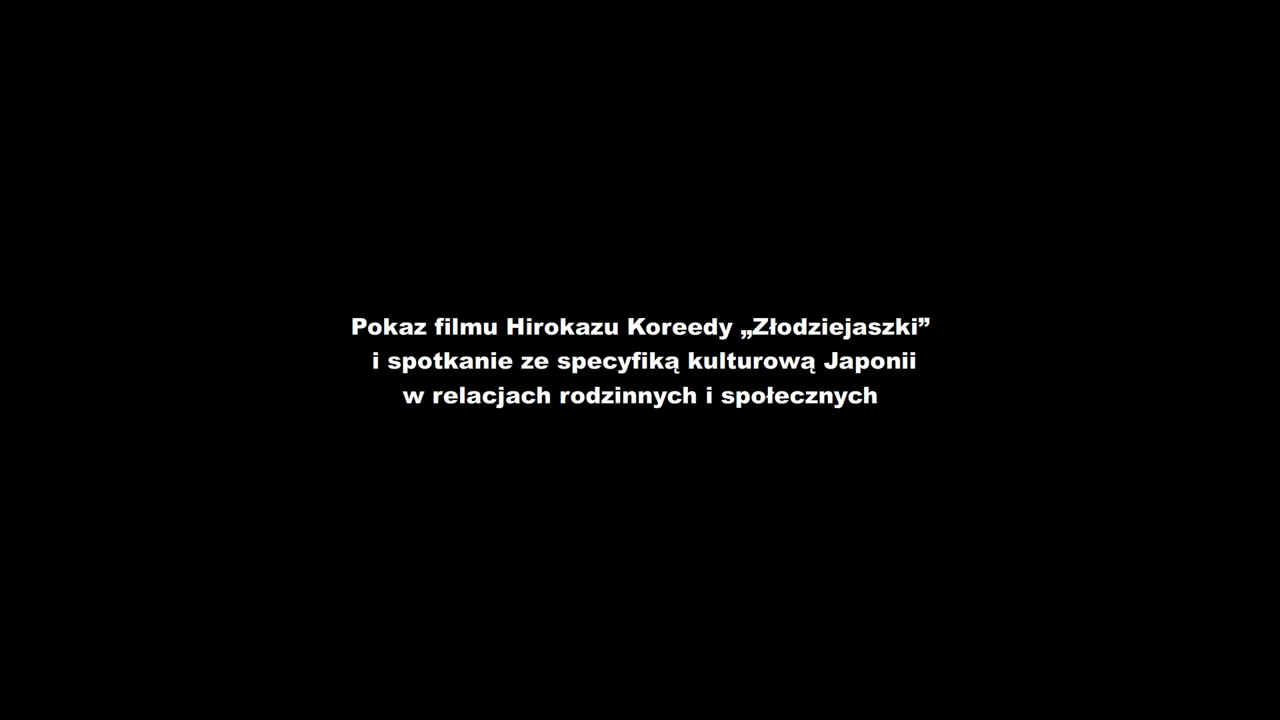 Pokaz filmu Hirokazu Koreedy „Złodziejaszki”
i spotkanie ze specyfiką kulturową Japonii
w relacjach rodzinnych i społecznych